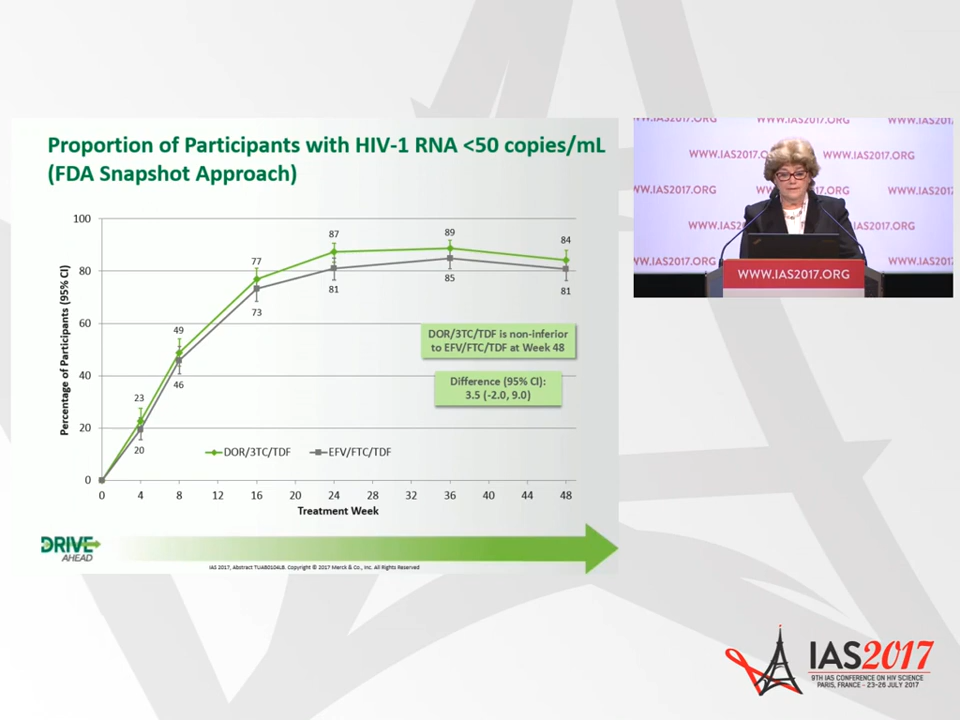 Proportion of Participants with HIV-1 RNA <50 copies/mL
(FDA Snapshot Approach)
Percentage of Participants (95% CI)
100
80
60
40
20
0
23
20
49
46
77
73
87
81
89
85
84
81
DOR/3TC/TDF is non-inferior
to EFV/FTC/TDF at Week 48
Difference (95% CI):
3.5 (-2.0, 9.0)
DOR/3TC/TDF
EFV/FTC/TDF
0 4 8 12 16 20 24 28 32 36 40 44 48
Treatment Week
DRIVE
AHEAD
IAS 2017, Abstract TUAB0104LB. Copyright © 2017 Merck & Co., Inc. All Rights Reserved
WWW.IAS2017.ORG WWW.IAS2017.ORG
WWW.IAS2017.ORG
WWW.IAS2017.ORG
WWW.IAS2017.ORG
IAS2017
9TH IAS CONFERENCE ON HIV SCIENCE
PARIS, FRANCE - 23-26 JULY 2017